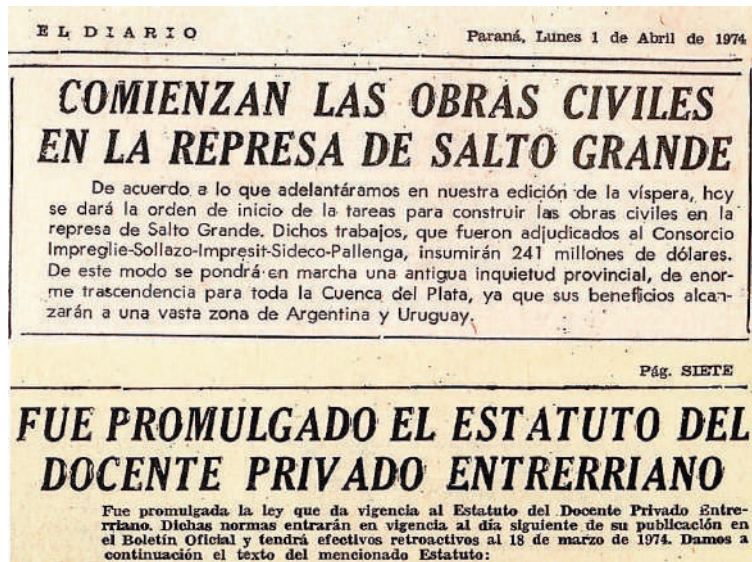 EL DIARIO Paraná, Lunes 1 de Abril de 1974
COMIENZAN LAS OBRAS CIVILES
EN LA REPRESA DE SALTO GRANDE
De acuerdo a lo que adelantáramos en nuestra edición de la víspera, hoy
se dará la orden de inicio de la tareas para construir las obras civiles en la
represa de Salto Grande. Dichos trabajos, que fueron adjudicados al Consorcio
Impreglie-Sollazo-Impresit-Sideco-Pallenga, insumirán 241 millones de dólares.
De este modo se pondrá en marcha una antigua inquietud provincial, de enor-
me trascendencia para toda la Cuenca del Plata, ya que sus beneficios alcan-
zarán a una vasta zona de Argentina y Uruguay.
Pág. SIETE
FUE PROMULGADO EL ESTATUTO DEL
DOCENTE PRIVADO ENTRERRIANO
Fue promulgada la ley que da vigencia al Estatuto del Docente Privado Entre-
rriano. Dichas normas entrarán en vigencia al día siguiente de su publicación en
el Boletín Oficial y tendrá efectivos retroactivos al 18 de marzo de 1974. Damos a
continuación el texto del mencionado Estatuto: